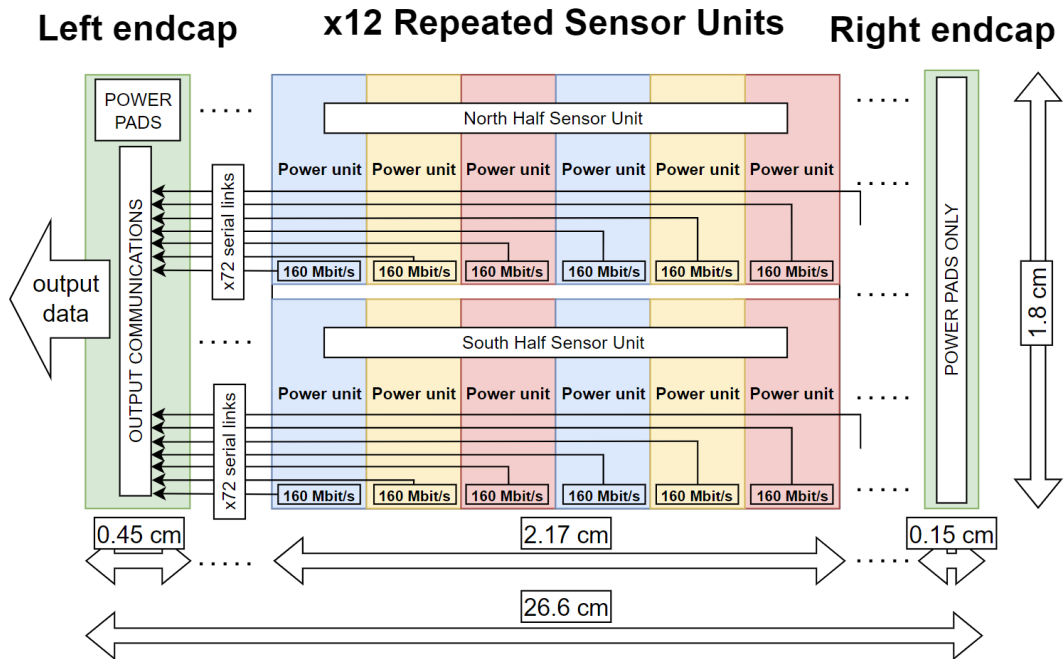 Left endcap
x12 Repeated Sensor Units
Right endcap
POWER
PADS
.....
North Half Sensor Unit
.....
Power unit Power unit Power unit Power unit Power unit Power unit
.....
x72 serial links
160 Mbit/s 160 Mbit/s 160 Mbit/s 160 Mbit/s 160 Mbit/s 160 Mbit/s
.....
output
data
OUTPUT COMMUNICATIONS
.....
South Half Sensor Unit
POWER PADS ONLY
1.8 cm
Power unit Power unit Power unit Power unit Power unit Power unit
.....
x72 serial links
160 Mbit/s 160 Mbit/s 160 Mbit/s 160 Mbit/s 160 Mbit/s 160 Mbit/s
.....
0.45 cm
2.17 cm
0.15 cm
.....
.....
26.6 cm